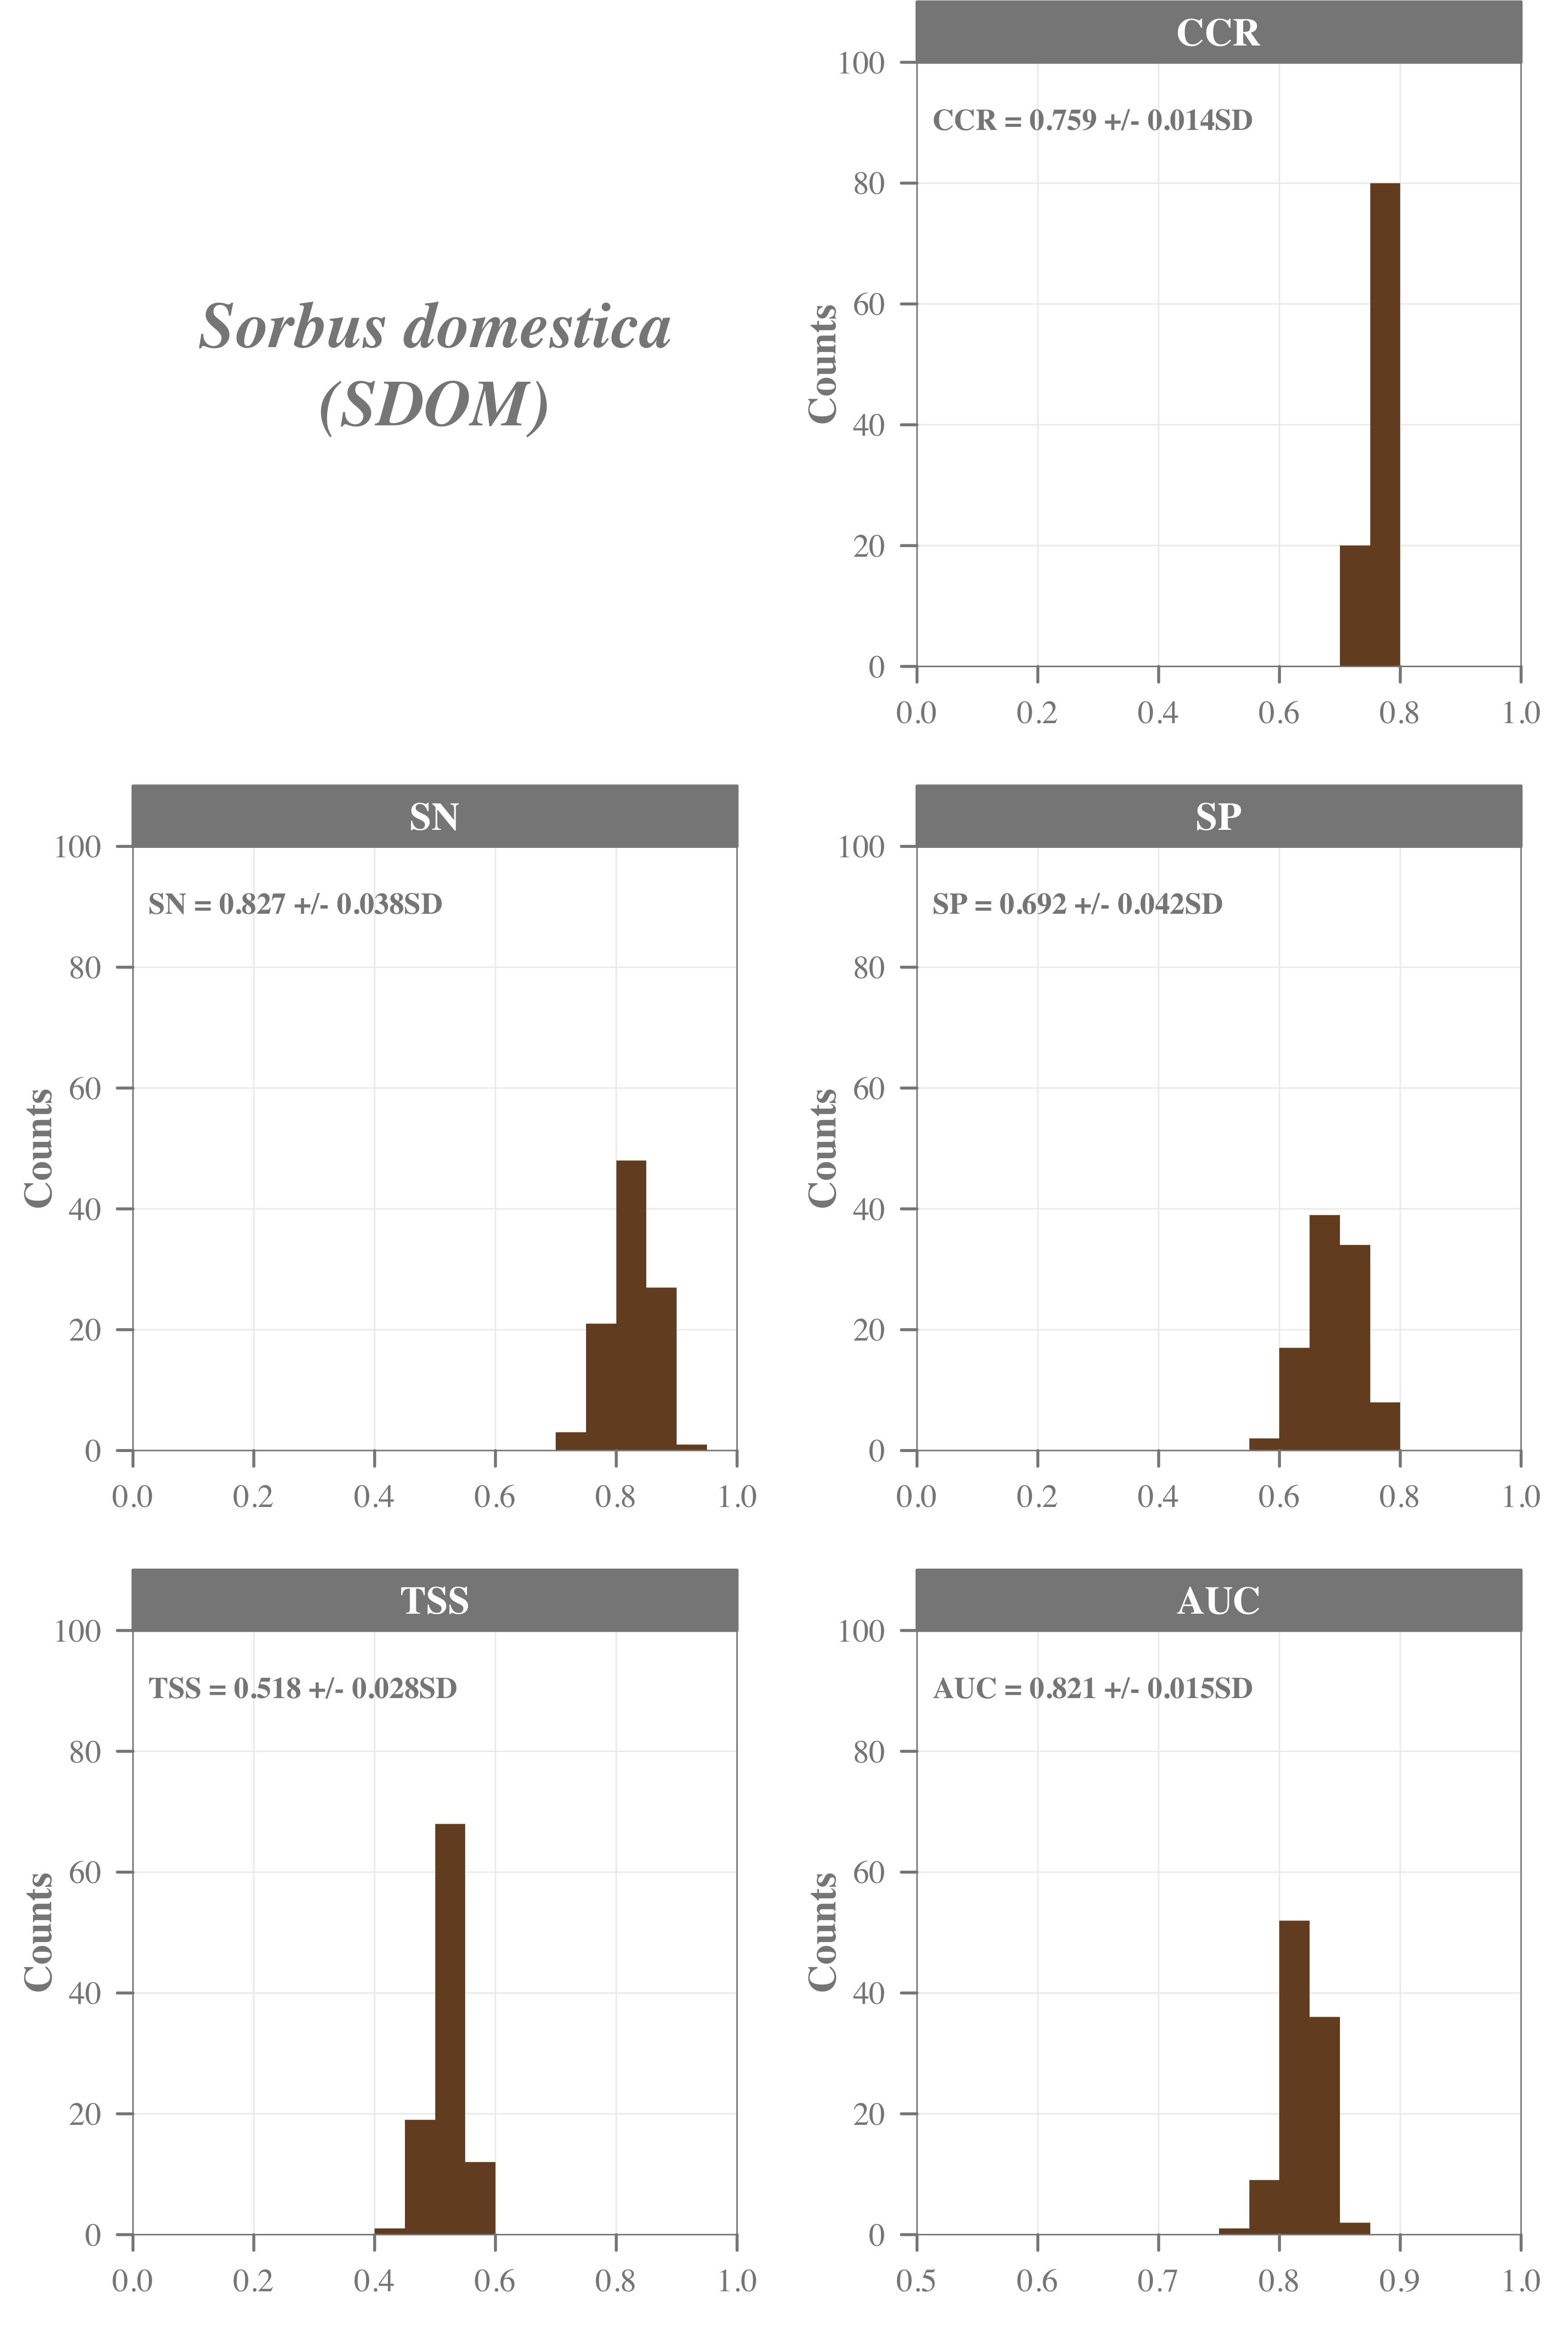 CCR
100
CCR = 0.759 +/- 0.014SD
80
60
Counts
40
20
0
0.0 0.2 0.4 0.6 0.8 1.0
Sorbus domestica
(SDOM)
SN
100
SN = 0.827 +/- 0.038SD
80
60
Counts
40
20
0
0.0 0.2 0.4 0.6 0.8 1.0
SP
100
SP = 0.692 +/- 0.042SD
80
60
Counts
40
20
0
0.0 0.2 0.4 0.6 0.8 1.0
TSS
100
TSS = 0.518 +/- 0.028SD
80
60
Counts
40
20
0
0.0 0.2 0.4 0.6 0.8 1.0
AUC
100
AUC = 0.821 +/- 0.015SD
80
60
Counts
40
20
0
0.5 0.6 0.7 0.8 0.9 1.0